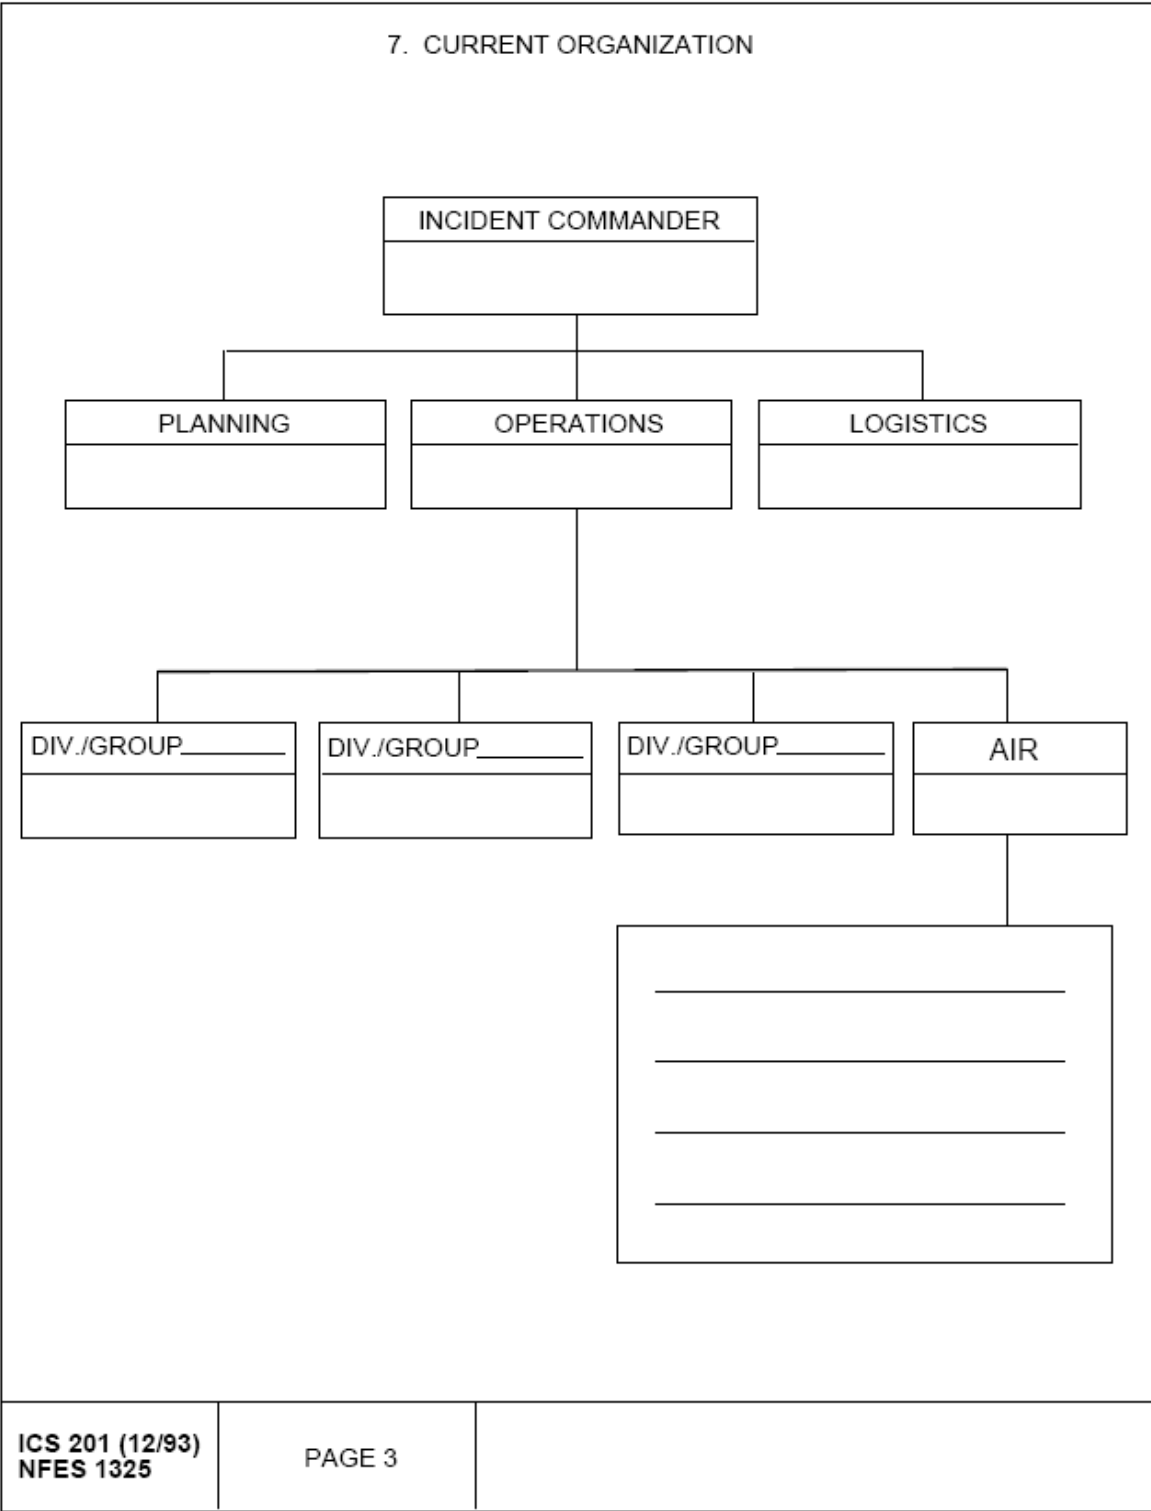 7. CURRENT ORGANIZATION
INCIDENT COMMANDER
PLANNING
OPERATIONS
LOGISTICS
DIV./GROUP
DIV./GROUP
DIV./GROUP
AIR
ICS 201 (12/93)
NFES 1325
PAGE 3